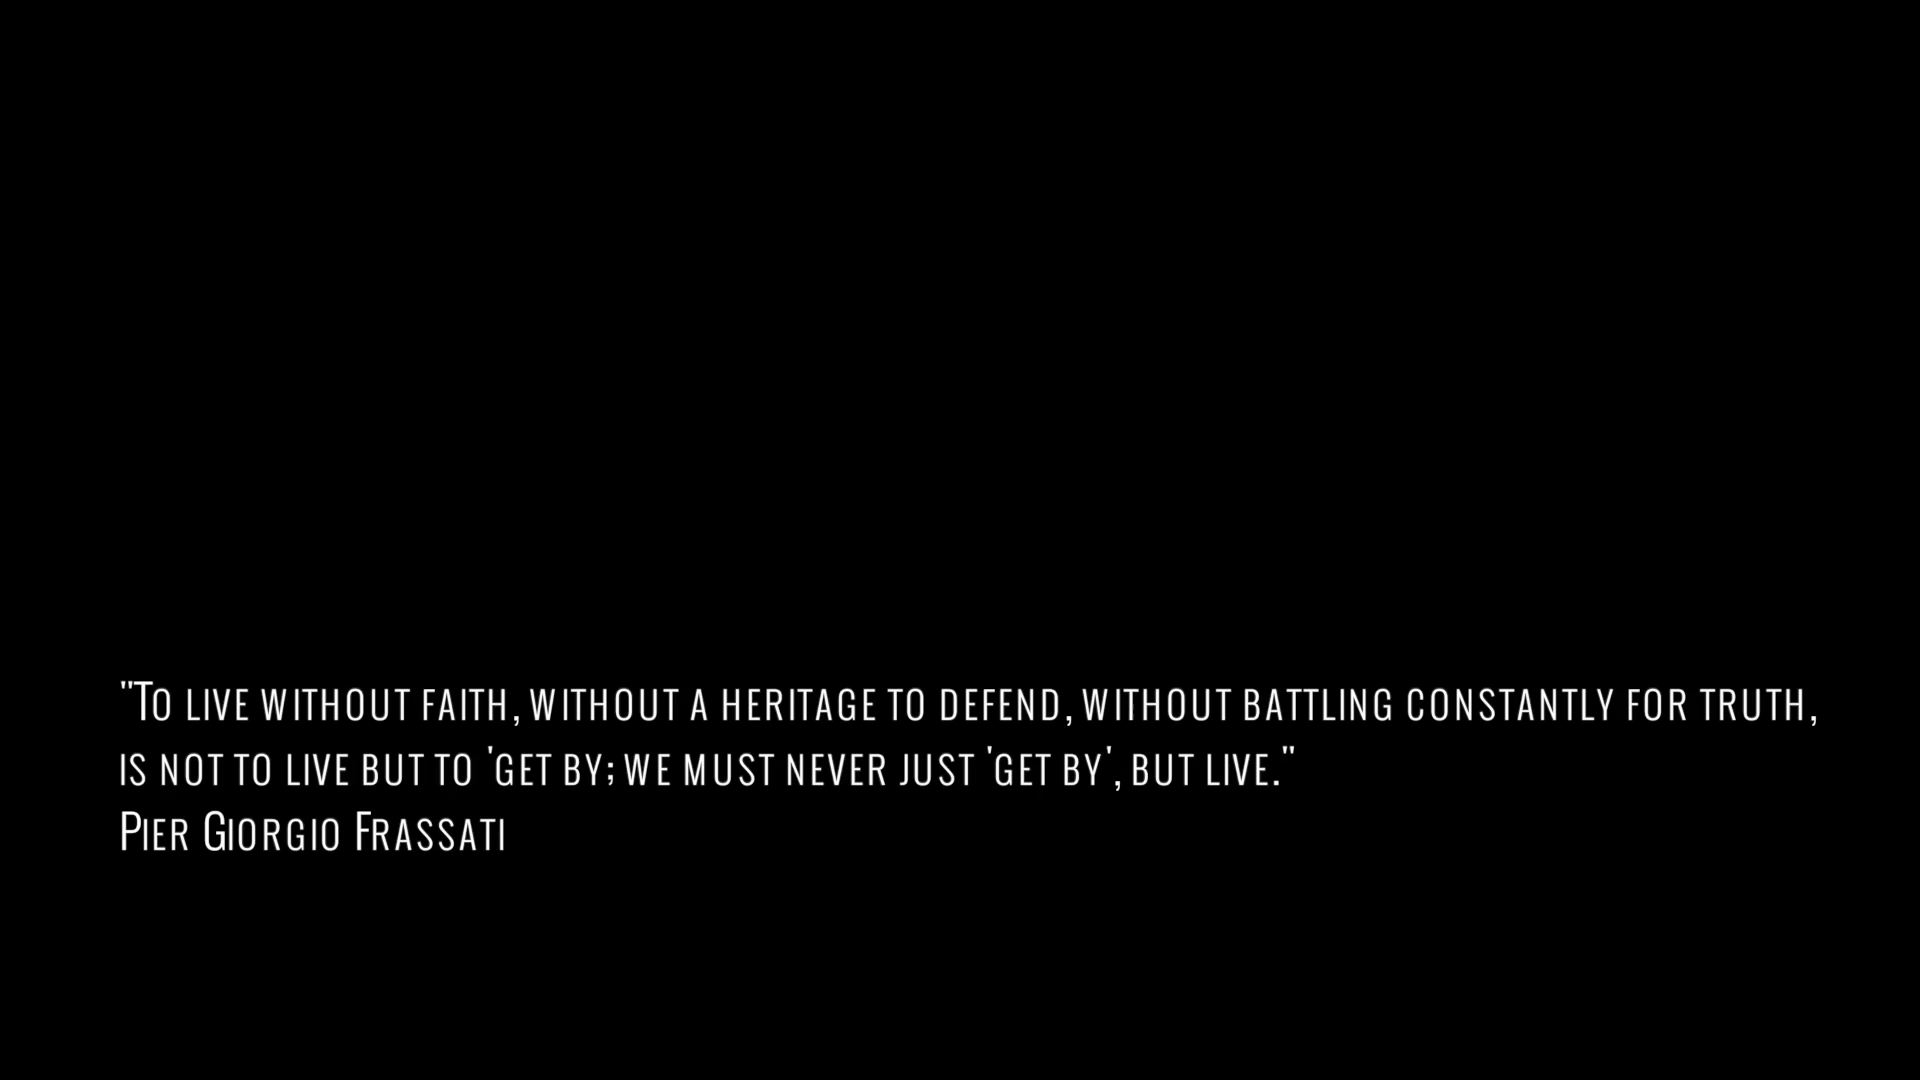 "To live without faith, without a heritage to defend, without battling constantly for truth,
is not to live but to 'get by; we must never just 'get by', but live."
Pier Giorgio Frassati